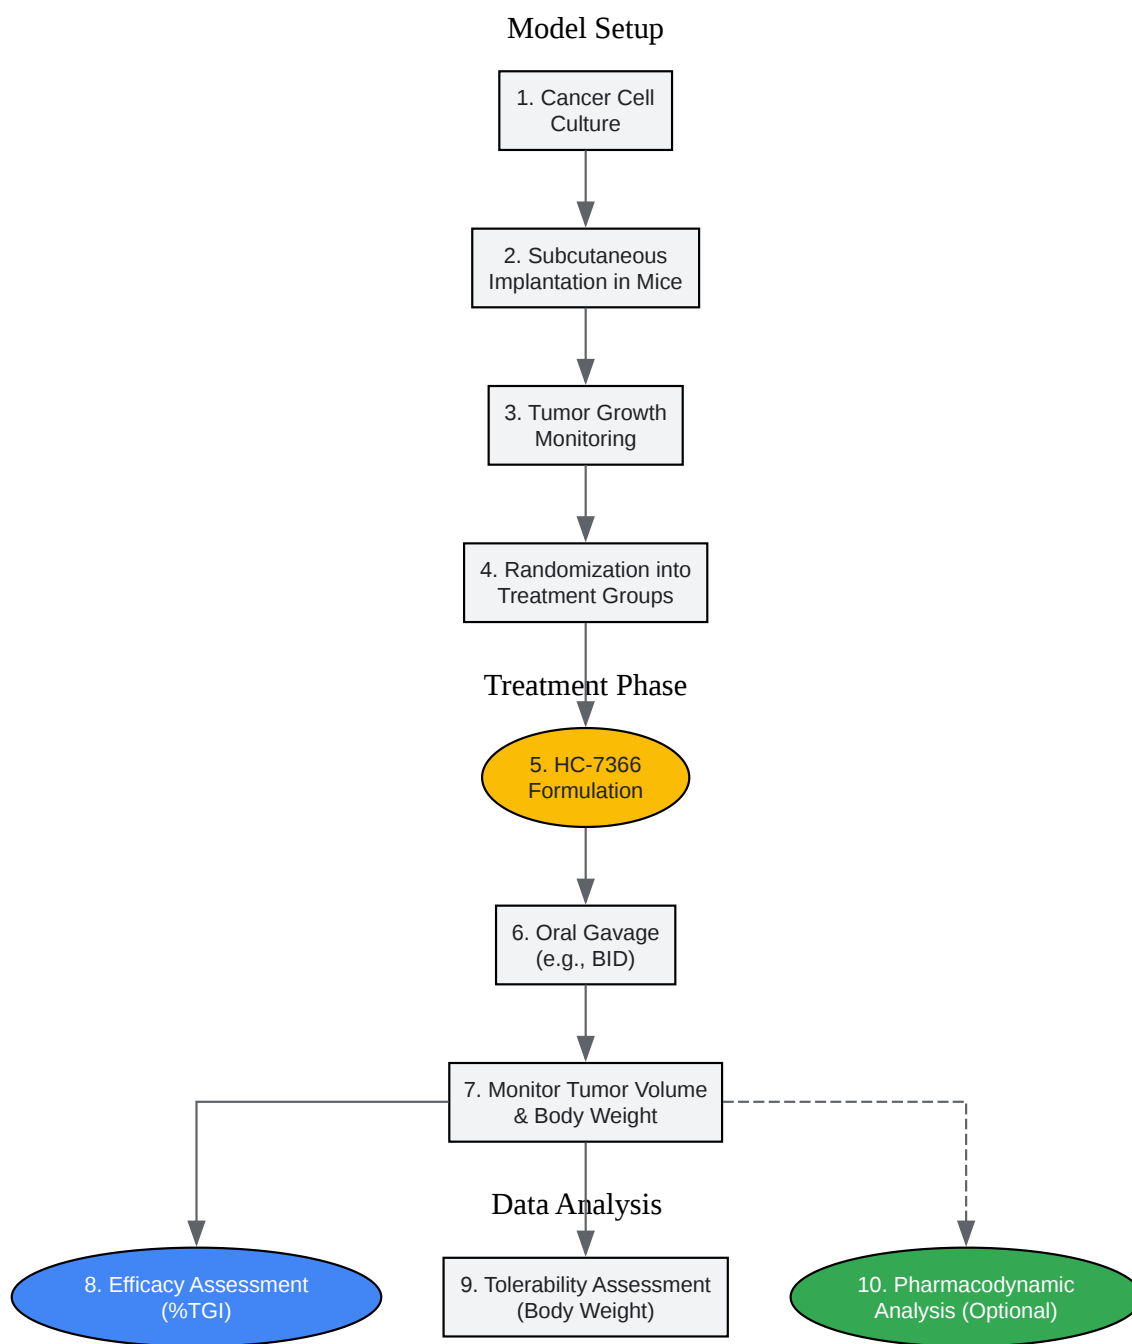 Model Setup
1. Cancer Cell
Culture
2. Subcutaneous
Implantation in Mice
3. Tumor Growth
Monitoring
4. Randomization into
Treatment Groups
Treatment Phase
5. HC-7366
Formulation
6. Oral Gavage
(e.g., BID)
7. Monitor Tumor Volume
& Body Weight
Data Analysis
8. Efficacy Assessment
(%TGI)
9. Tolerability Assessment
(Body Weight)
10. Pharmacodynamic
Analysis (Optional)